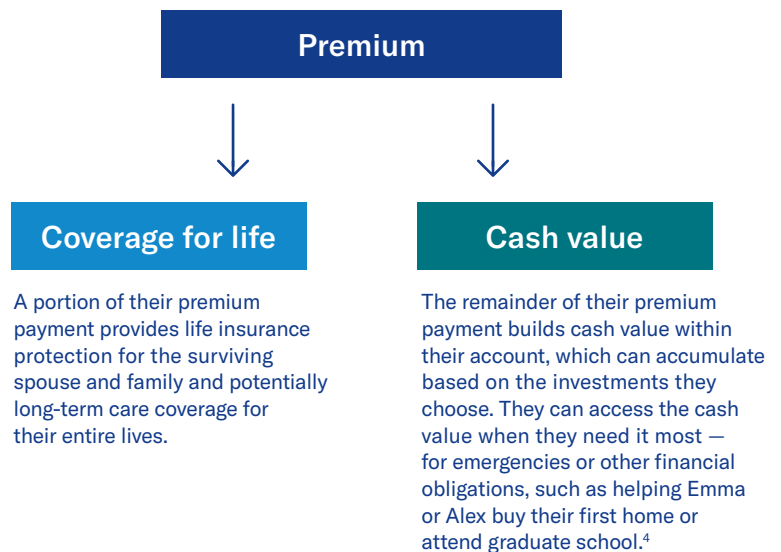 Premium
Coverage for life
A portion of their premium
payment provides life insurance
protection for the surviving
spouse and family and potentially
long-term care coverage for
their entire lives.
Cash value
The remainder of their premium
payment builds cash value within
their account, which can accumulate
based on the investments they
choose. They can access the cash
value when they need it most —
for emergencies or other financial
obligations, such as helping Emma
or Alex buy their first home or
attend graduate school.⁴